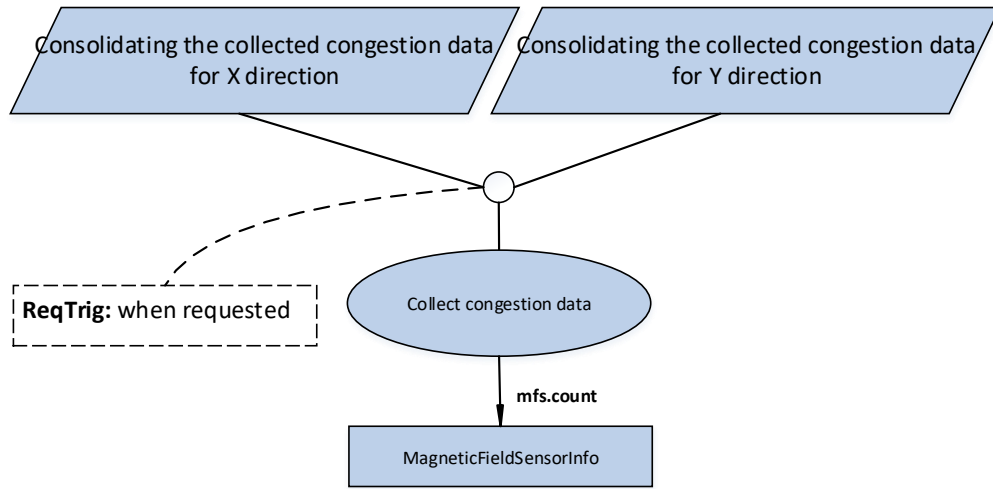 Consolidating the collected congestion data
for X direction
Consolidating the collected congestion data
for Y direction
ReqTrig: when requested
Collect congestion data
mfs.count
MagneticFieldSensorInfo